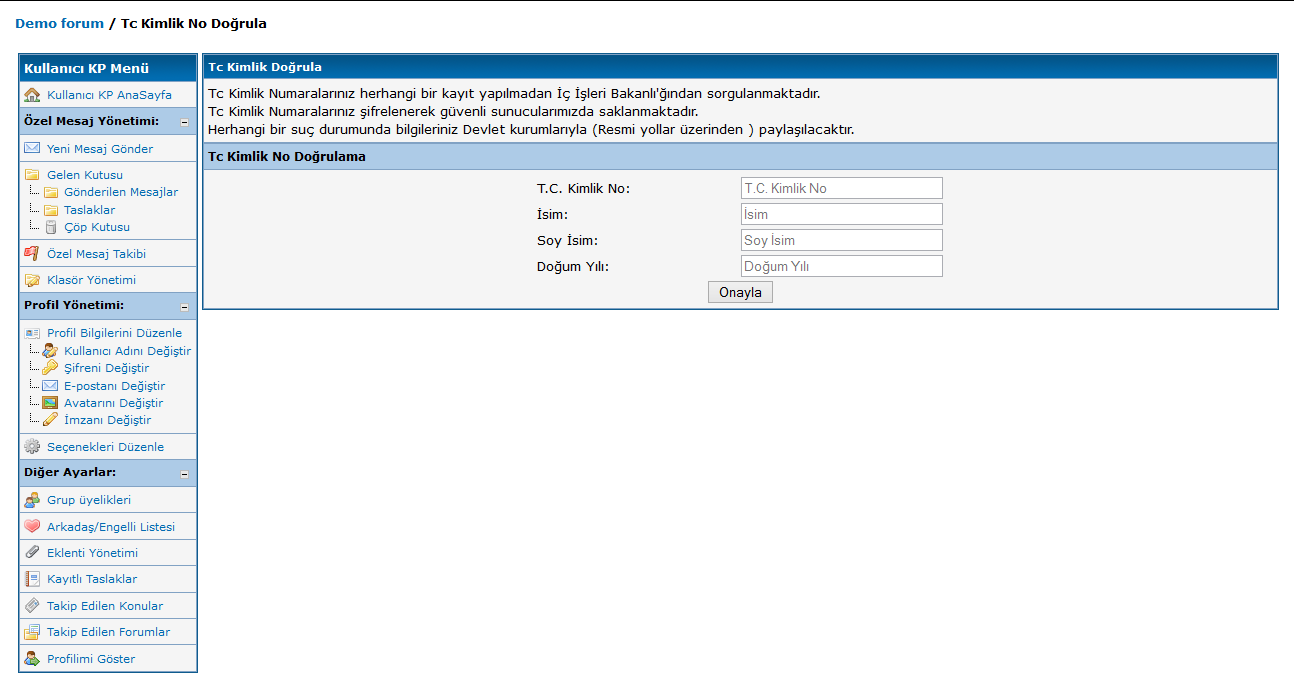 Demo forum / Tc Kimlik No Doğrula
Kullanıcı KP Menü
Kullanıcı KP AnaSayfa
Özel Mesaj Yönetimi:
Yeni Mesaj Gönder
Gelen Kutusu
Gönderilen Mesajlar
Taslaklar
Çöp Kutusu
Özel Mesaj Takibi
Klasör Yönetimi
Profil Yönetimi:
Profil Bilgilerini Düzenle
Kullanıcı Adını Değiştir
Şifreni Değiştir
E-postanı Değiştir
Avatarını Değiştir
İmzanı Değiştir
Seçenekleri Düzenle
Diğer Ayarlar:
Grup üyelikleri
Arkadaş/Engelli Listesi
Eklenti Yönetimi
Kayıtlı Taslaklar
Takip Edilen Konular
Takip Edilen Forumlar
Profilimi Göster
Tc Kimlik Doğrula
Tc Kimlik Numaralarınız herhangi bir kayıt yapılmadan İç İşleri Bakanlı'ğından sorgulanmaktadır.
Tc Kimlik Numaralarınız şifrelenerek güvenli sunucularımızda saklanmaktadır.
Herhangi bir suç durumunda bilgileriniz Devlet kurumlarıyla (Resmi yollar üzerinden ) paylaşılacaktır.
Tc Kimlik No Doğrulama
T.C. Kimlik No: T.C. Kimlik No
İsim: İsim
Soy İsim: Soy İsim
Doğum Yılı: Doğum Yılı
Onayla